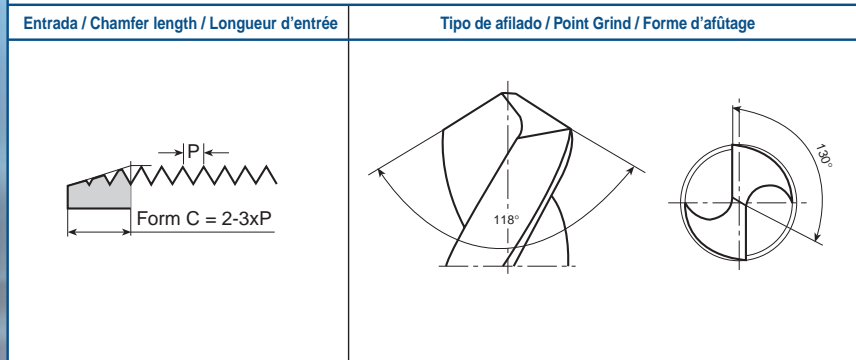 Entrada / Chamfer length / Longueur d'entrée
Tipo de afilado / Point Grind / Forme d'afûtage
P
Form C = 2-3xP
118°
130°